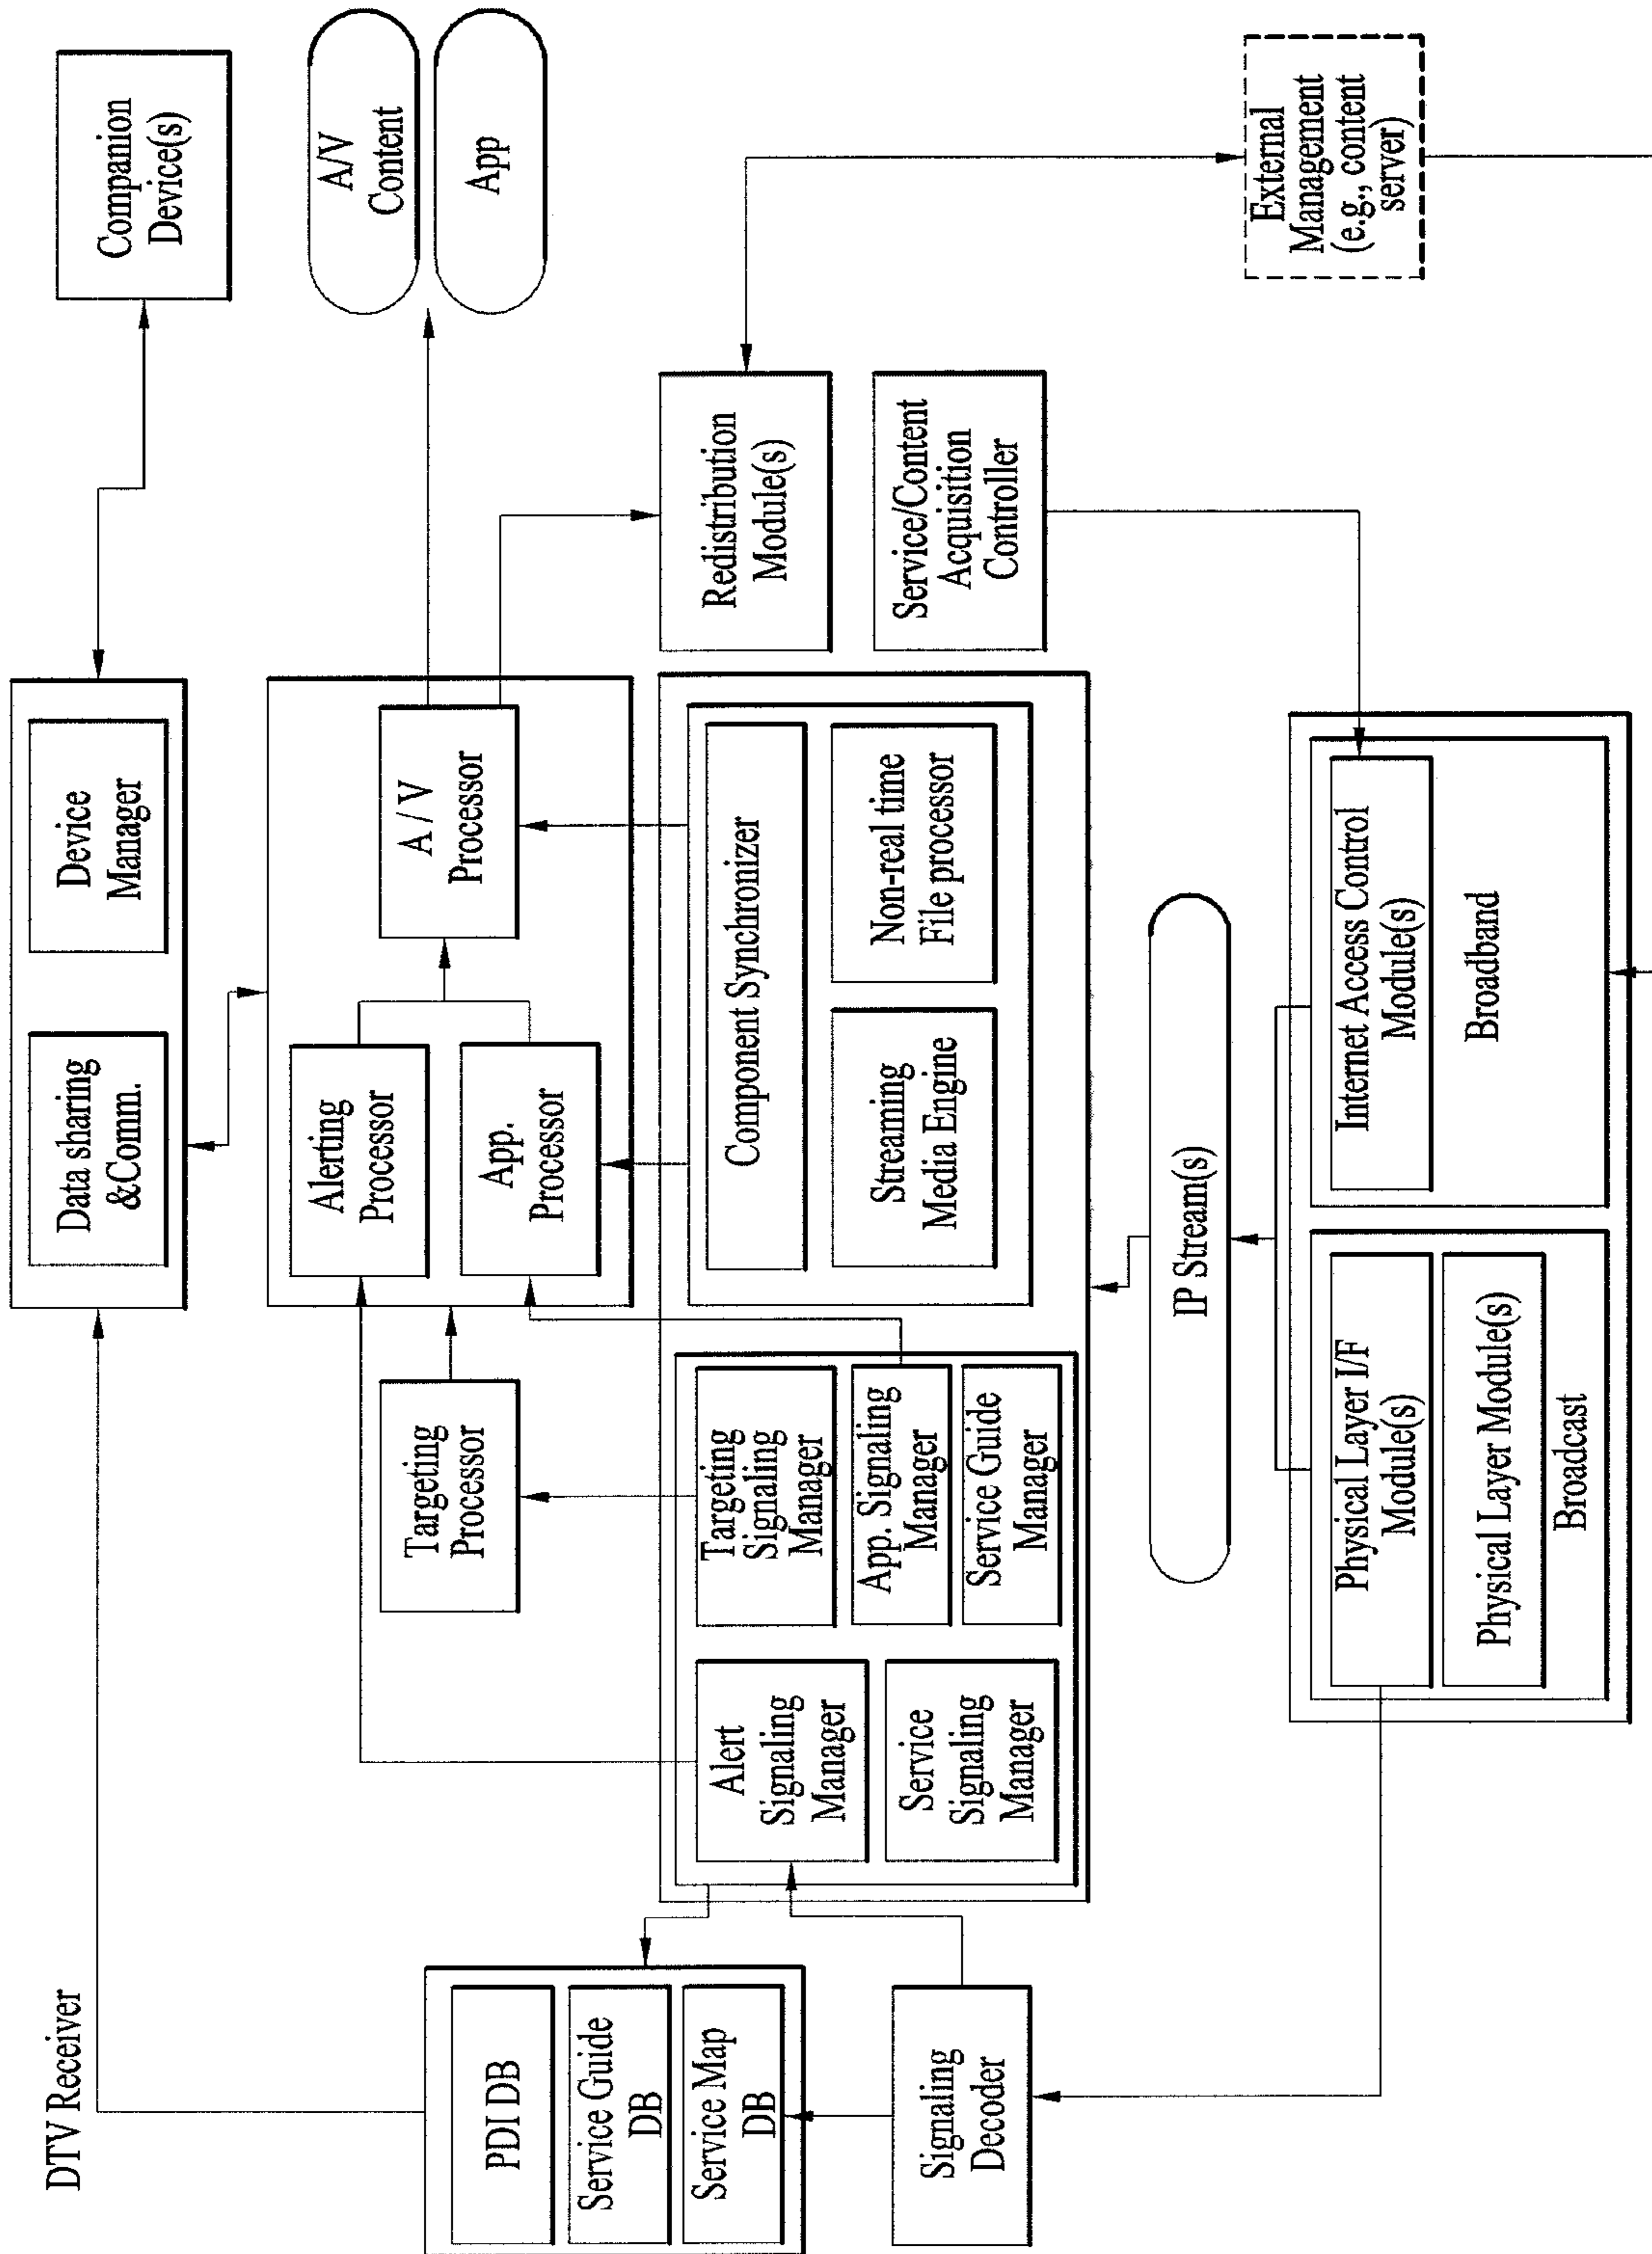 DTV Receiver
PDI DB
Service Guide
DB
Service Map
DB
Signaling
Decoder
Data sharing
&Comm.
Device
Manager
Companion
Device(s)
Targeting
Processor
Alerting
Processor
App.
Processor
A / V
Processor
A/V
Content
App
Alert
Signaling
Manager
Service
Signaling
Manager
Targeting
Signaling
Manager
App. Signaling
Manager
Service Guide
Manager
Component Synchronizer
Streaming
Media Engine
Non-real time
File processor
Redistribution
Module(s)
Service/Content
Acquisition
Controller
IP Stream(s)
Physical Layer I/F
Module(s)
Physical Layer Module(s)
Broadcast
Internet Access Control
Module(s)
Broadband
External
Management
(e.g., content
server)